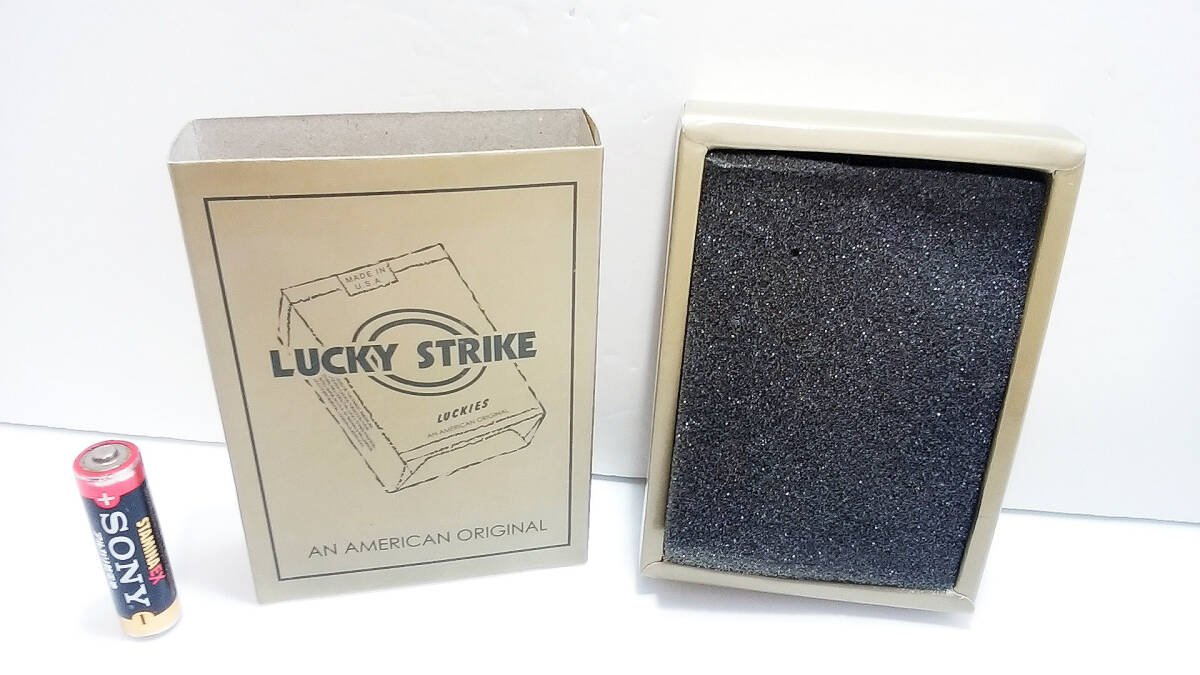 MADE IN
U.S.A
LUCKY STRIKE
LUCKIES
AN AMERICAN ORIGINAL
AN AMERICAN ORIGINAL
+
SONY
STAMINA EX
−